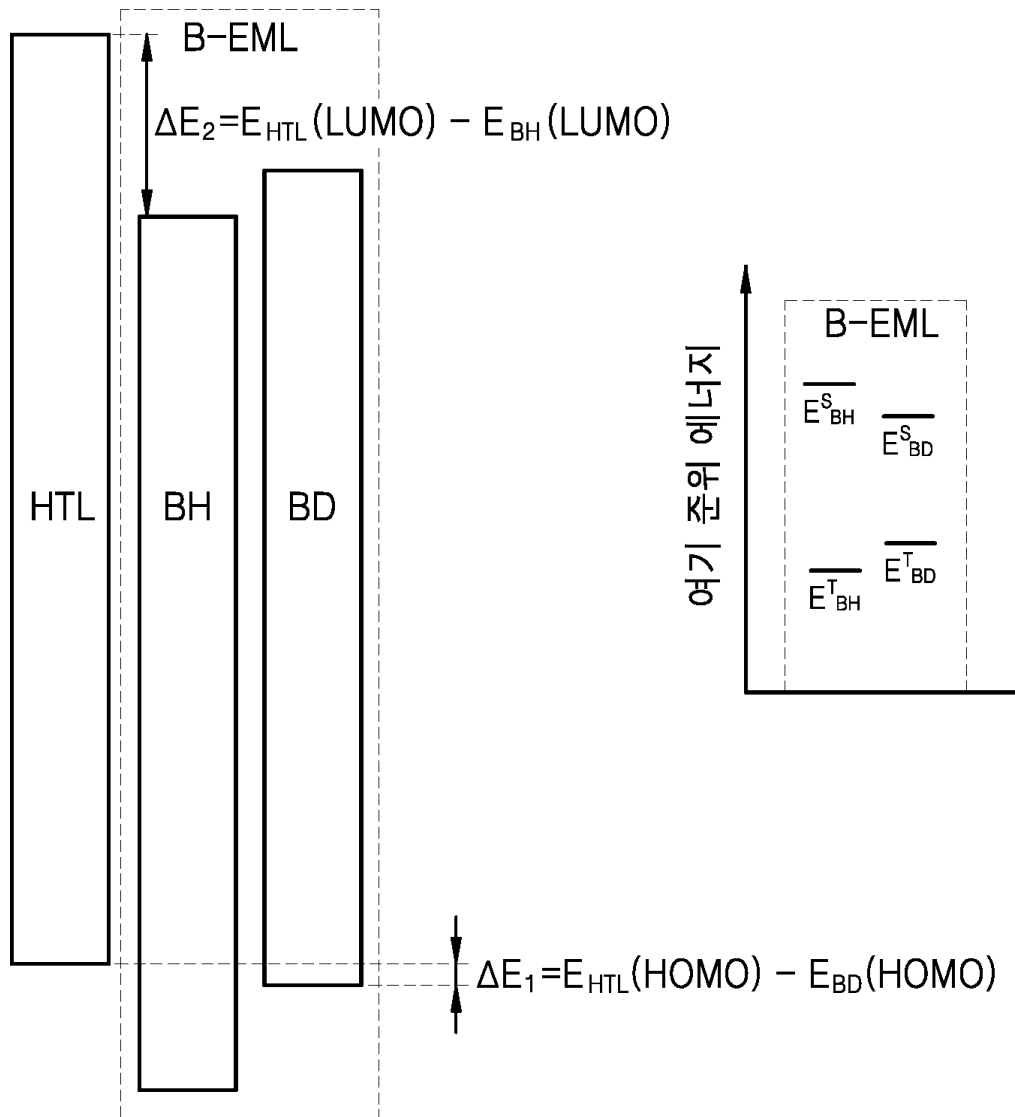 B-EML
ΔE₂=E_HTL(LUMO) - E_BH(LUMO)
HTL
BH
BD
ΔE₁=E_HTL(HOMO) - E_BD(HOMO)
여기 준위 에너지
B-EML
E^S_BH
E^S_BD
E^T_BD
E^T_BH